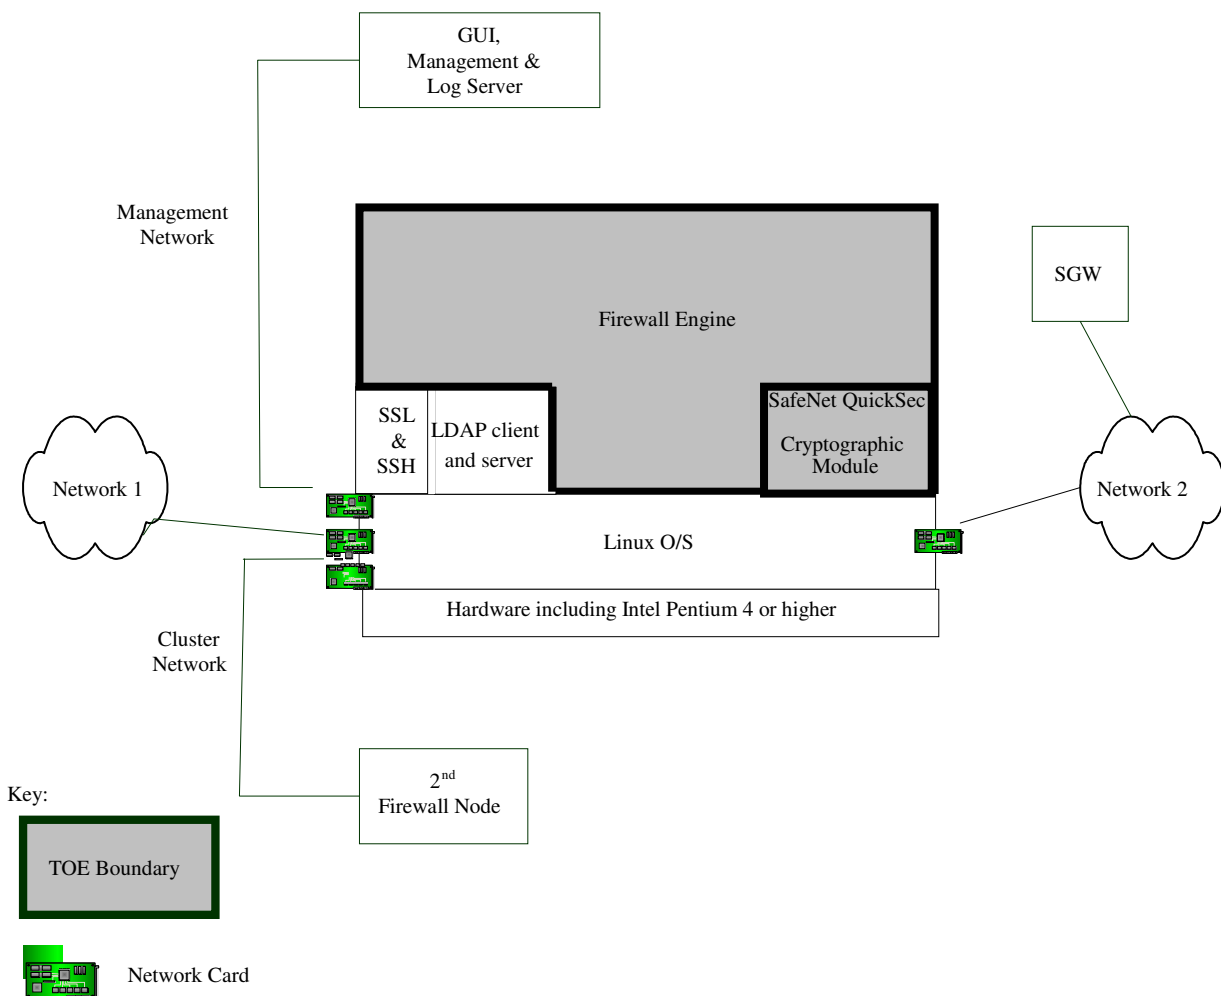 GUI,
Management &
Log Server
Management
Network
SGW
Firewall Engine
SafeNet QuickSec
Cryptographic
Module
SSL
&
SSH
LDAP client
and server
Network 1
Network 2
Linux O/S
Hardware including Intel Pentium 4 or higher
Cluster
Network
2nd
Firewall Node
Key:
TOE Boundary
Network Card